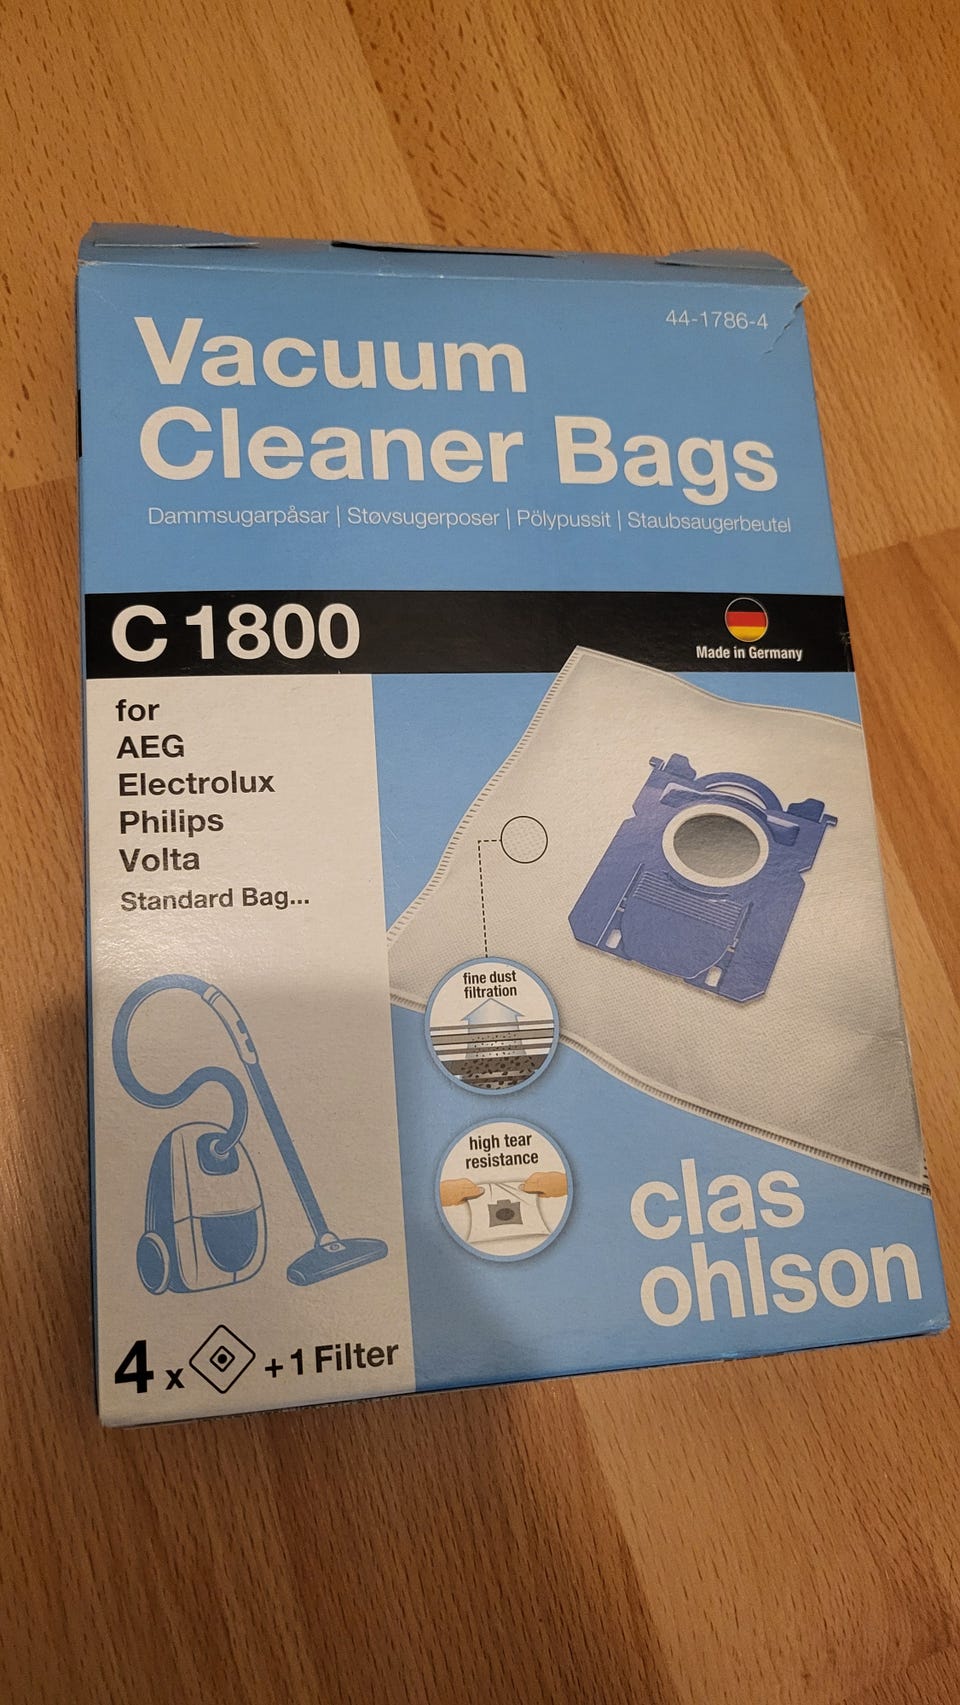 44-1786-4
Vacuum
Cleaner Bags
Dammsugarpåsar | Støvsugerposer | Pölypussit | Staubsaugerbeutel
C 1800
Made in Germany
for
AEG
Electrolux
Philips
Volta
Standard Bag...
fine dust
filtration
high tear
resistance
clas
ohlson
4 x + 1 Filter